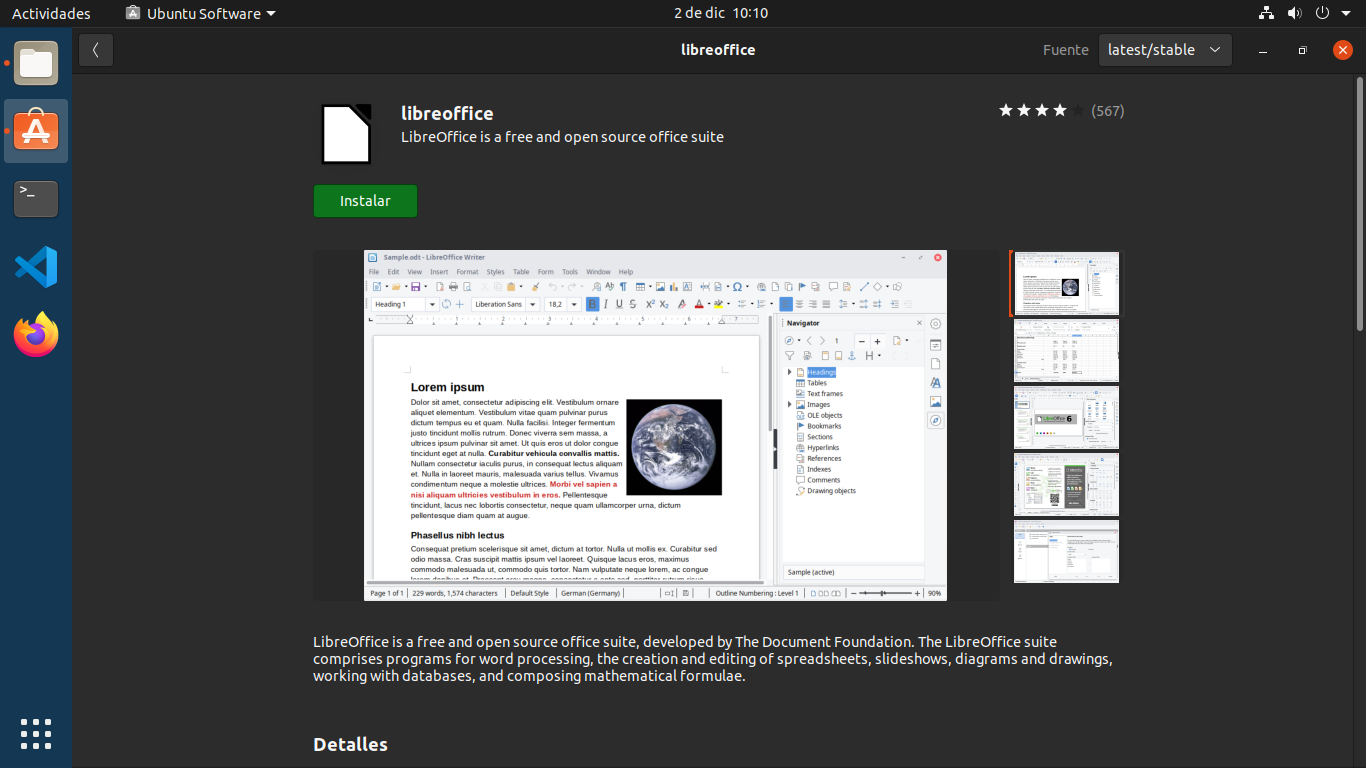 Actividades
Ubuntu Software
2 de dic 10:10
libreoffice
Fuente
latest/stable
libreoffice
LibreOffice is a free and open source office suite
(567)
Instalar
Sample.odt - LibreOffice Writer
File Edit View Insert Format Styles Table Form Tools Window Help
Heading 1
Liberation Sans
18,2
Navigator
1
Headings
Tables
Text frames
Images
OLE objects
Bookmarks
Sections
Hyperlinks
References
Indexes
Comments
Drawing objects
Sample (active)
Lorem ipsum
Dolor sit amet, consectetur adipiscing elit. Vestibulum ornare
aliquet elementum. Vestibulum vitae quam pulvinar purus
dictum tempus eu et quam. Nulla facilisi. Integer fermentum
justo tincidunt mollis rutrum. Donec viverra sem massa, a
ultrices ipsum pulvinar sit amet. Ut quis eros ut dolor congue
tincidunt eget at nulla. Curabitur vehicula convallis mattis.
Nullam consectetur iaculis purus, in consequat lectus aliquam
et. Nulla in laoreet mauris, malesuada varius tellus. Vivamus
condimentum neque a molestie ultrices. Morbi vel sapien a
nisi aliquam ultricies vestibulum in eros. Pellentesque
tincidunt, lacus nec lobortis consectetur, neque quam ullamcorper urna, dictum
pellentesque diam quam at augue.
Phasellus nibh lectus
Consequat pretium scelerisque sit amet, dictum at tortor. Nulla ut mollis ex. Curabitur sed
odio massa. Cras suscipit mattis ipsum vel laoreet. Quisque lacus eros, maximus
commodo malesuada ut, commodo quis tortor. Nam vulputate neque lorem, ac congue
Page 1 of 1
229 words, 1,574 characters
Default Style
German (Germany)
Outline Numbering : Level 1
90%
LibreOffice is a free and open source office suite, developed by The Document Foundation. The LibreOffice suite
comprises programs for word processing, the creation and editing of spreadsheets, slideshows, diagrams and drawings,
working with databases, and composing mathematical formulae.
Detalles